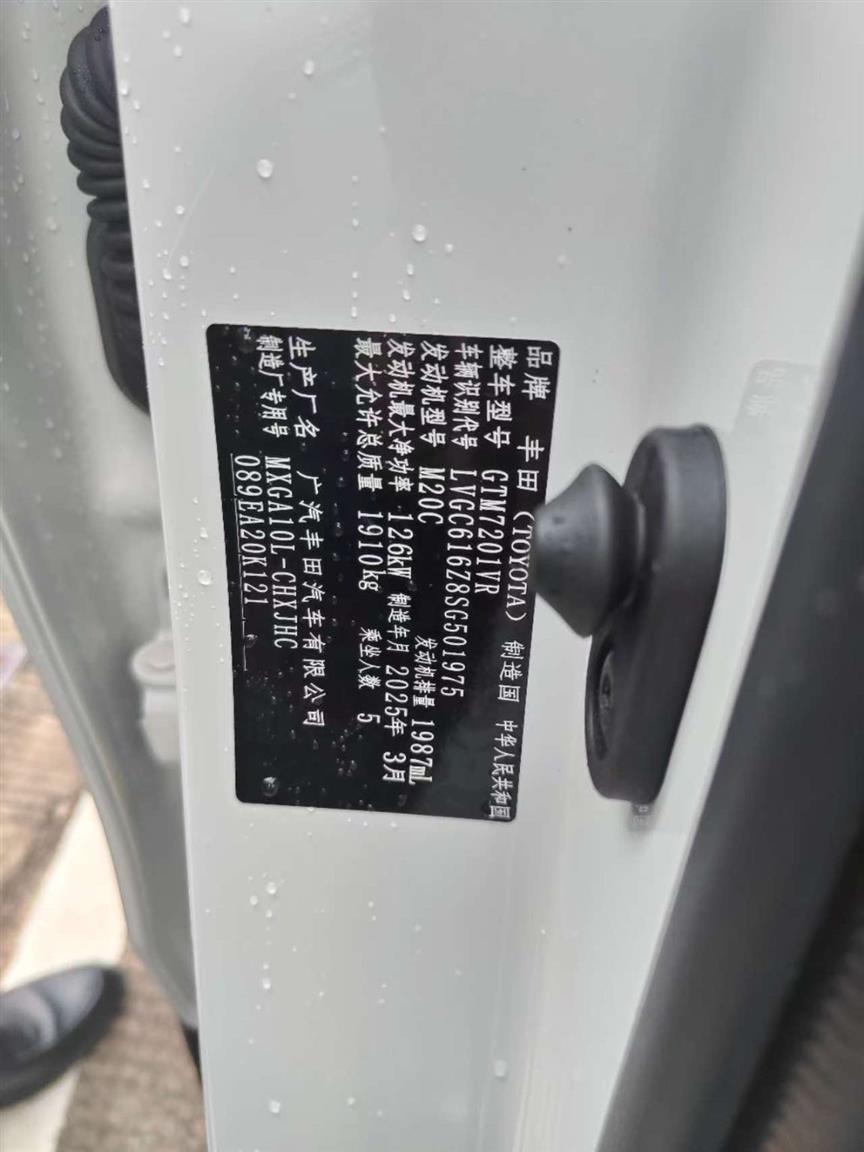 品牌 丰田（TOYOTA） 制造国 中华人民共和国
整车型号 GTM7201VR
车辆识别代号 LVGC616Z8SG501975
发动机型号 M20C 发动机排量 1987mL
发动机最大净功率 126kW 制造年月 2025年 3月
最大允许总质量 1910kg 乘坐人数 5
生产厂名 广汽丰田汽车有限公司
制造厂专用号 MXGA10L-CHXJHC
089EA20K121